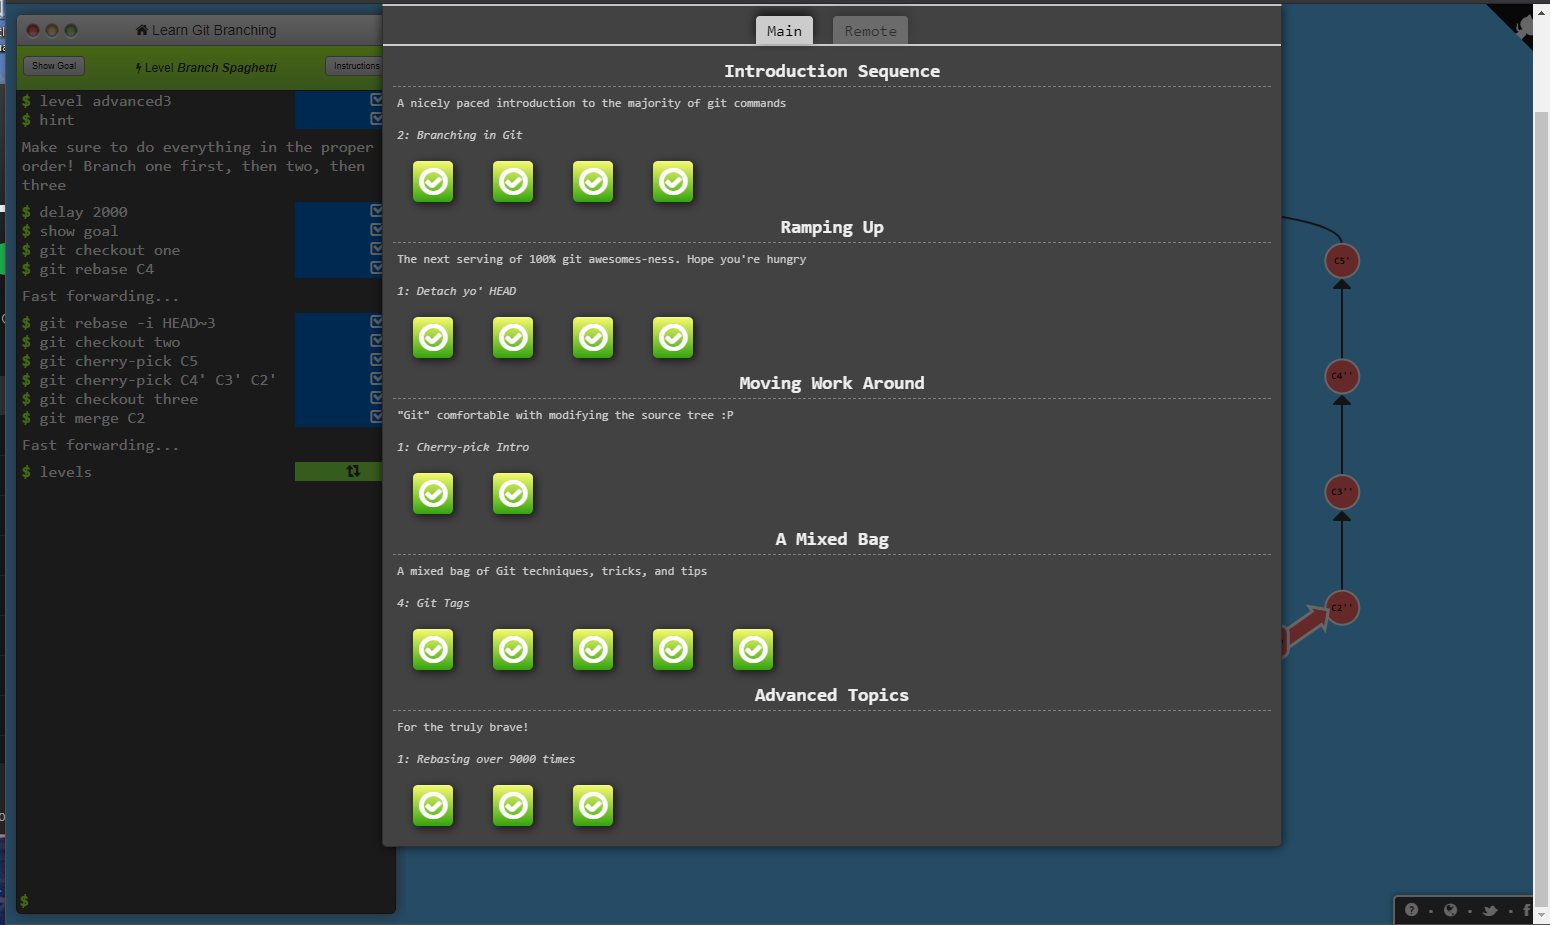 Learn Git Branching
Show Goal
Level Branch Spaghetti
Instructions
$ level advanced3
$ hint
Make sure to do everything in the proper
order! Branch one first, then two, then
three
$ delay 2000
$ show goal
$ git checkout one
$ git rebase C4
Fast forwarding...
$ git rebase -i HEAD~3
$ git checkout two
$ git cherry-pick C5
$ git cherry-pick C4' C3' C2'
$ git checkout three
$ git merge C2
Fast forwarding...
$ levels
$
Main
Remote
Introduction Sequence
A nicely paced introduction to the majority of git commands
2: Branching in Git
Ramping Up
The next serving of 100% git awesomes-ness. Hope you're hungry
1: Detach yo' HEAD
Moving Work Around
"Git" comfortable with modifying the source tree :P
1: Cherry-pick Intro
A Mixed Bag
A mixed bag of Git techniques, tricks, and tips
4: Git Tags
Advanced Topics
For the truly brave!
1: Rebasing over 9000 times
C5'
C4''
C3''
C2''